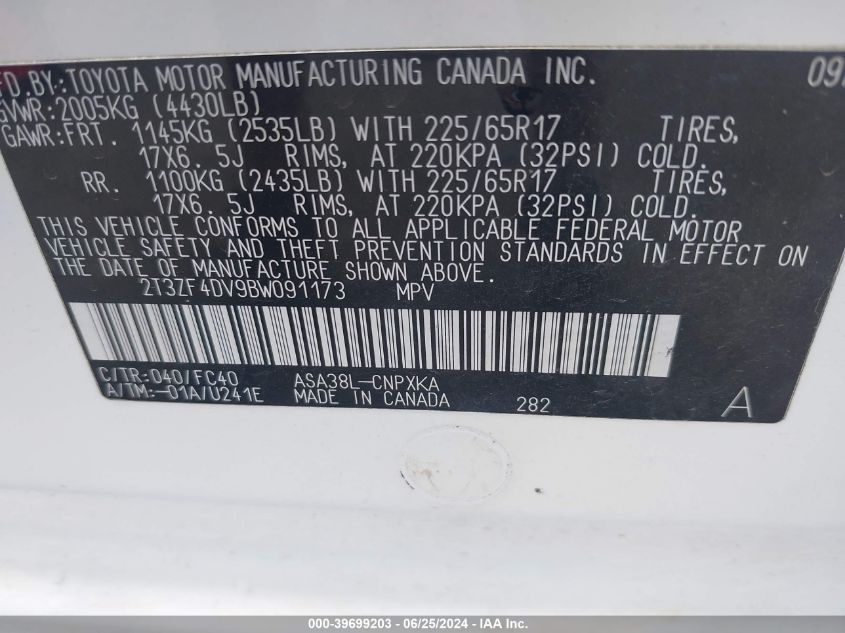 MFD. BY: TOYOTA MOTOR MANUFACTURING CANADA INC. 09/
GVWR: 2005KG (4430LB)
GAWR: FRT. 1145KG (2535LB) WITH 225/65R17 TIRES,
17X6. 5J RIMS, AT 220KPA (32PSI) COLD.
RR. 1100KG (2435LB) WITH 225/65R17 TIRES,
17X6. 5J RIMS, AT 220KPA (32PSI) COLD.
THIS VEHICLE CONFORMS TO ALL APPLICABLE FEDERAL MOTOR
VEHICLE SAFETY AND THEFT PREVENTION STANDARDS IN EFFECT ON
THE DATE OF MANUFACTURE SHOWN ABOVE.
2T3ZF4DV9BW091173 MPV
C/TR: 040/FC40 ASA38L-CNPXKA
A/TM: -01A/U241E MADE IN CANADA 282 A
000-39699203 - 06/25/2024 - IAA Inc.